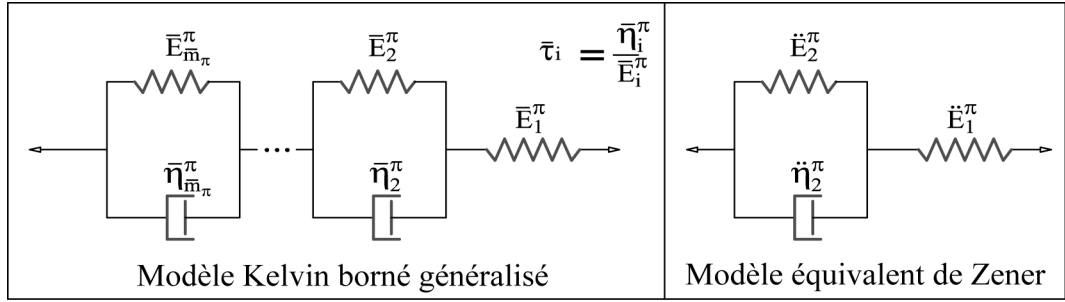 Ē^π_m̄π Ē^π_2 τ̄i = η̄^π_i / Ē^π_i
Ē^π_1
η̄^π_m̄π ... η̄^π_2
Modèle Kelvin borné généralisé
Ë^π_2
Ë^π_1
η̈^π_2
Modèle équivalent de Zener